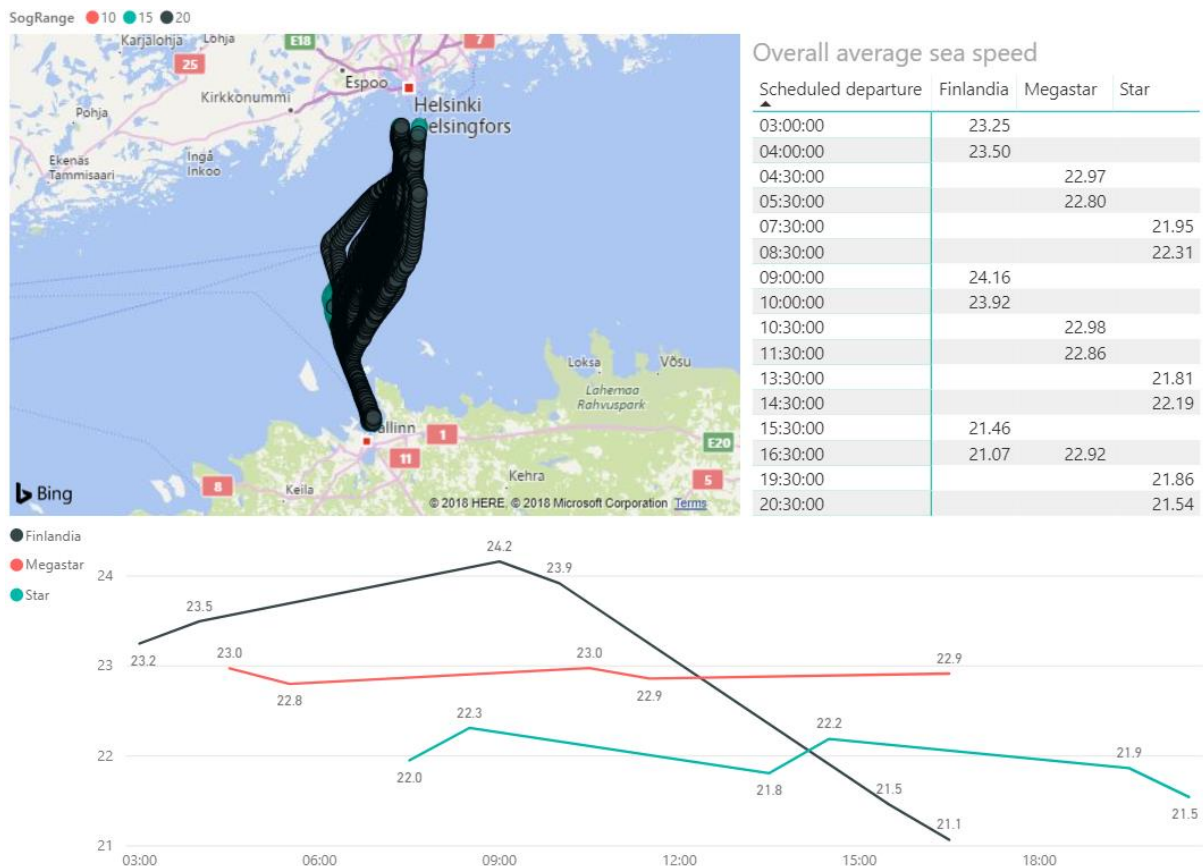 SogRange 10 15 20
Karjalohja
Lohja
E18
7
25
Espoo
Kirkkonummi
Helsinki
Helsingfors
Pohja
Ekenäs
Tammisaari
Ingå
Inkoo
Loksa
Võsu
Lahemaa
Rahvuspark
Tallinn
1
E20
11
8
Keila
Kehra
5
Bing
© 2018 HERE, © 2018 Microsoft Corporation Terms
Overall average sea speed
Scheduled departure Finlandia Megastar Star
03:00:00 23.25
04:00:00 23.50
04:30:00 22.97
05:30:00 22.80
07:30:00 21.95
08:30:00 22.31
09:00:00 24.16
10:00:00 23.92
10:30:00 22.98
11:30:00 22.86
13:30:00 21.81
14:30:00 22.19
15:30:00 21.46
16:30:00 21.07 22.92
19:30:00 21.86
20:30:00 21.54
Finlandia
Megastar
Star
24
23
22
21
23.2
23.5
24.2
23.9
21.5
21.1
23.0
22.8
23.0
22.9
22.9
22.0
22.3
21.8
22.2
21.9
21.5
03:00 06:00 09:00 12:00 15:00 18:00